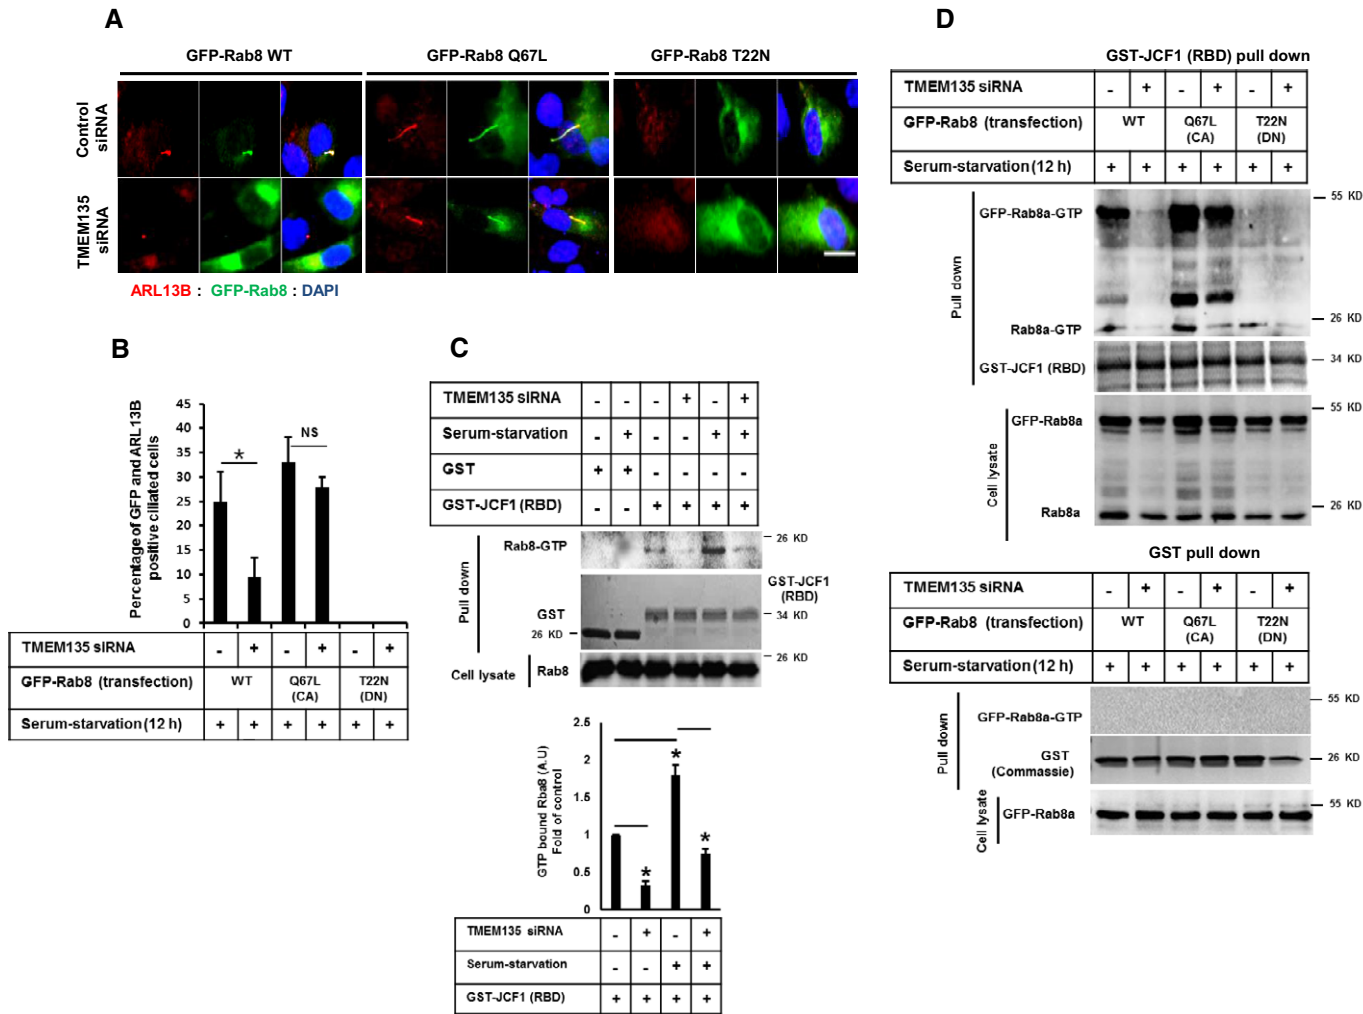 A
GFP-Rab8 WT
GFP-Rab8 Q67L
GFP-Rab8 T22N
Control siRNA
TMEM135 siRNA
ARL13B : GFP-Rab8 : DAPI
B
Percentage of GFP and ARL13B positive ciliated cells
45
40
35
30
25
20
15
10
5
0
*
NS
TMEM135 siRNA - + - + - +
GFP-Rab8 (transfection) WT Q67L (CA) T22N (DN)
Serum-starvation (12 h) + + + + + +
C
TMEM135 siRNA - - - + - +
Serum-starvation - + - - + +
GST + + - - - -
GST-JCF1 (RBD) + + + +
Pull down
Rab8-GTP
26 KD
GST-JCF1 (RBD)
GST
34 KD
26 KD
Cell lysate
Rab8
26 KD
GTP bound Rba8 (A.U)
Fold of control
2.5
2
1.5
1
0.5
0
*
*
*
TMEM135 siRNA - + - +
Serum-starvation - - + +
GST-JCF1 (RBD) + + + +
D
GST-JCF1 (RBD) pull down
TMEM135 siRNA - + - + - +
GFP-Rab8 (transfection) WT Q67L (CA) T22N (DN)
Serum-starvation (12 h) + + + + + +
Pull down
GFP-Rab8a-GTP
55 KD
Rab8a-GTP
26 KD
GST-JCF1 (RBD)
34 KD
Cell lysate
GFP-Rab8a
55 KD
Rab8a
26 KD
GST pull down
TMEM135 siRNA - + - + - +
GFP-Rab8 (transfection) WT Q67L (CA) T22N (DN)
Serum-starvation (12 h) + + + + + +
Pull down
GFP-Rab8a-GTP
55 KD
GST (Commassie)
26 KD
Cell lysate
GFP-Rab8a
55 KD